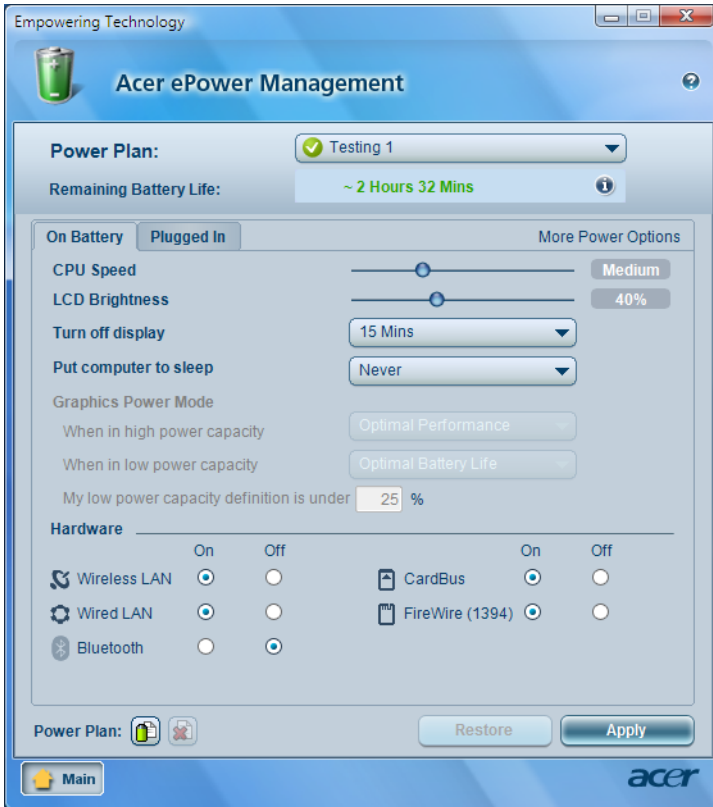 Empowering Technology
Acer ePower Management
Power Plan: Testing 1
Remaining Battery Life: ~ 2 Hours 32 Mins
On Battery Plugged In More Power Options
CPU Speed Medium
LCD Brightness 40%
Turn off display 15 Mins
Put computer to sleep Never
Graphics Power Mode
When in high power capacity Optimal Performance
When in low power capacity Optimal Battery Life
My low power capacity definition is under 25 %
Hardware
On Off On Off
Wireless LAN CardBus
Wired LAN FireWire (1394)
Bluetooth
Power Plan: Restore Apply
Main acer